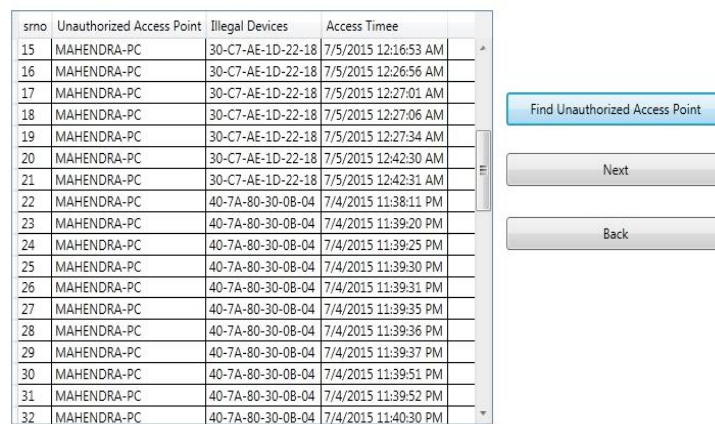 srno Unauthorized Access Point Illegal Devices Access Timee
15 MAHENDRA-PC 30-C7-AE-1D-22-18 7/5/2015 12:16:53 AM
16 MAHENDRA-PC 30-C7-AE-1D-22-18 7/5/2015 12:26:56 AM
17 MAHENDRA-PC 30-C7-AE-1D-22-18 7/5/2015 12:27:01 AM
18 MAHENDRA-PC 30-C7-AE-1D-22-18 7/5/2015 12:27:06 AM
19 MAHENDRA-PC 30-C7-AE-1D-22-18 7/5/2015 12:27:34 AM
20 MAHENDRA-PC 30-C7-AE-1D-22-18 7/5/2015 12:42:30 AM
21 MAHENDRA-PC 30-C7-AE-1D-22-18 7/5/2015 12:42:31 AM
22 MAHENDRA-PC 40-7A-80-30-0B-04 7/4/2015 11:38:11 PM
23 MAHENDRA-PC 40-7A-80-30-0B-04 7/4/2015 11:39:20 PM
24 MAHENDRA-PC 40-7A-80-30-0B-04 7/4/2015 11:39:25 PM
25 MAHENDRA-PC 40-7A-80-30-0B-04 7/4/2015 11:39:30 PM
26 MAHENDRA-PC 40-7A-80-30-0B-04 7/4/2015 11:39:31 PM
27 MAHENDRA-PC 40-7A-80-30-0B-04 7/4/2015 11:39:35 PM
28 MAHENDRA-PC 40-7A-80-30-0B-04 7/4/2015 11:39:36 PM
29 MAHENDRA-PC 40-7A-80-30-0B-04 7/4/2015 11:39:37 PM
30 MAHENDRA-PC 40-7A-80-30-0B-04 7/4/2015 11:39:51 PM
31 MAHENDRA-PC 40-7A-80-30-0B-04 7/4/2015 11:39:52 PM
32 MAHENDRA-PC 40-7A-80-30-0B-04 7/4/2015 11:40:30 PM
Find Unauthorized Access Point
Next
Back